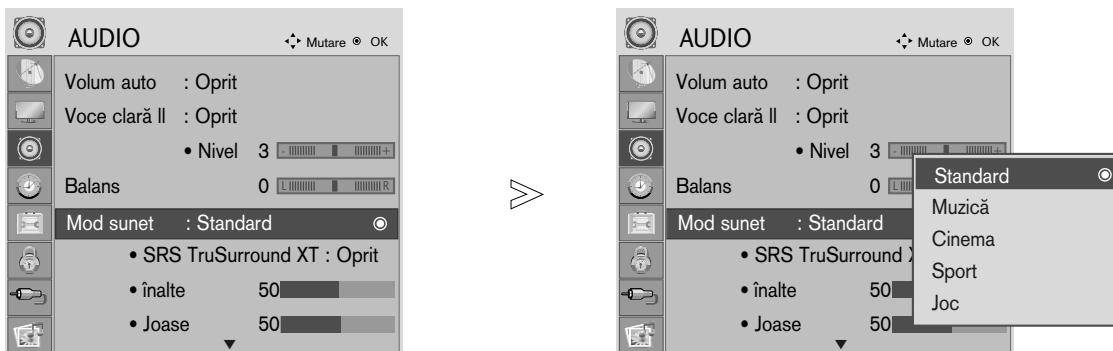 AUDIO Mutare OK
Volum auto : Oprit
Voce clară II : Oprit
• Nivel 3 - +
Balans 0 L R
Mod sunet : Standard
• SRS TruSurround XT : Oprit
• înalte 50
• Joase 50
>
AUDIO Mutare OK
Volum auto : Oprit
Voce clară II : Oprit
• Nivel 3 - +
Balans 0 L
Mod sunet : Standard
• SRS TruSurround X
• înalte 50
• Joase 50
Standard
Muzică
Cinema
Sport
Joc